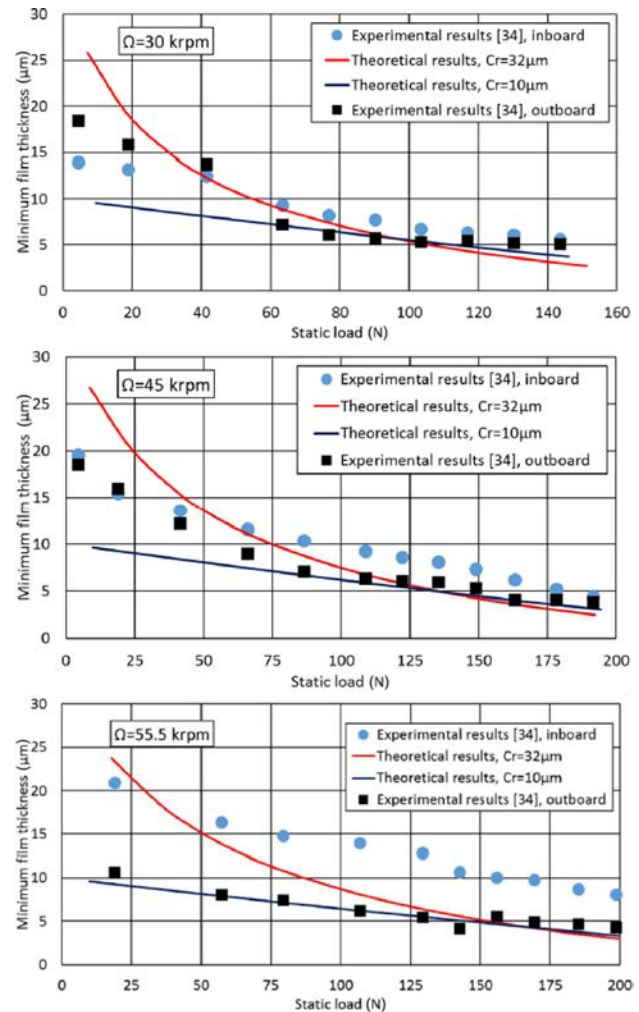 Minimum film thickness (μm)
30
25
20
15
10
5
0
Ω=30 krpm
Experimental results [34], inboard
Theoretical results, Cr=32μm
Theoretical results, Cr=10μm
Experimental results [34], outboard
0 20 40 60 80 100 120 140 160
Static load (N)
Minimum film thickness (μm)
30
25
20
15
10
5
0
Ω=45 krpm
Experimental results [34], inboard
Theoretical results, Cr=32μm
Theoretical results, Cr=10μm
Experimental results [34], outboard
0 25 50 75 100 125 150 175 200
Static load (N)
Minimum film thickness (μm)
30
25
20
15
10
5
0
Ω=55.5 krpm
Experimental results [34], inboard
Theoretical results, Cr=32μm
Theoretical results, Cr=10μm
Experimental results [34], outboard
0 25 50 75 100 125 150 175 200
Static load (N)